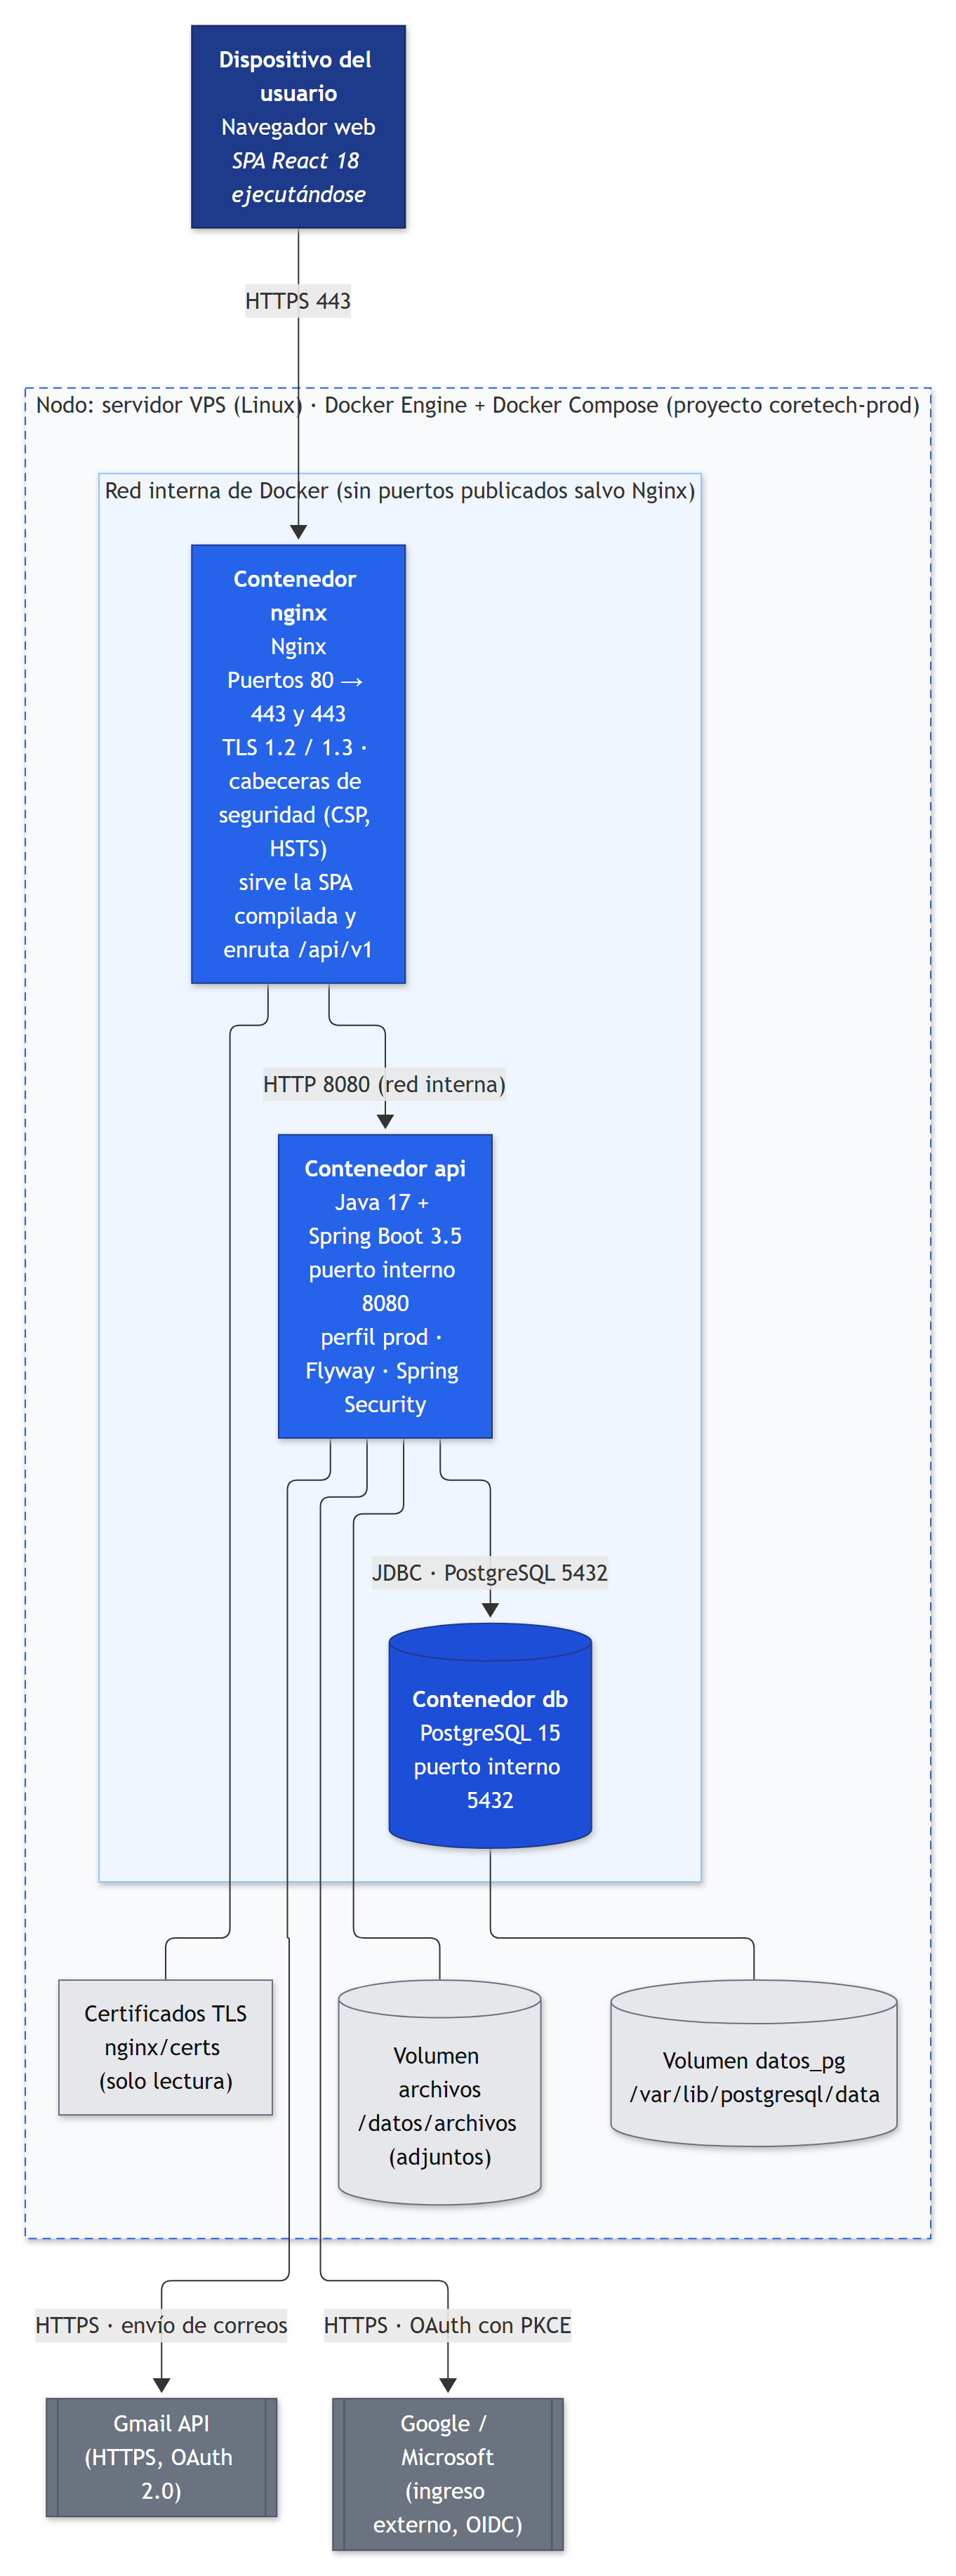 Dispositivo del
usuario
Navegador web
SPA React 18
ejecutándose
HTTPS 443
Nodo: servidor VPS (Linux) · Docker Engine + Docker Compose (proyecto coretech-prod)
Red interna de Docker (sin puertos publicados salvo Nginx)
Contenedor
nginx
Nginx
Puertos 80 →
443 y 443
TLS 1.2 / 1.3 ·
cabeceras de
seguridad (CSP,
HSTS)
sirve la SPA
compilada y
enruta /api/v1
HTTP 8080 (red interna)
Contenedor api
Java 17 +
Spring Boot 3.5
puerto interno
8080
perfil prod ·
Flyway · Spring
Security
JDBC · PostgreSQL 5432
Contenedor db
PostgreSQL 15
puerto interno
5432
Certificados TLS
nginx/certs
(solo lectura)
Volumen
archivos
/datos/archivos
(adjuntos)
Volumen datos_pg
/var/lib/postgresql/data
HTTPS · envío de correos
HTTPS · OAuth con PKCE
Gmail API
(HTTPS, OAuth
2.0)
Google /
Microsoft
(ingreso
externo, OIDC)